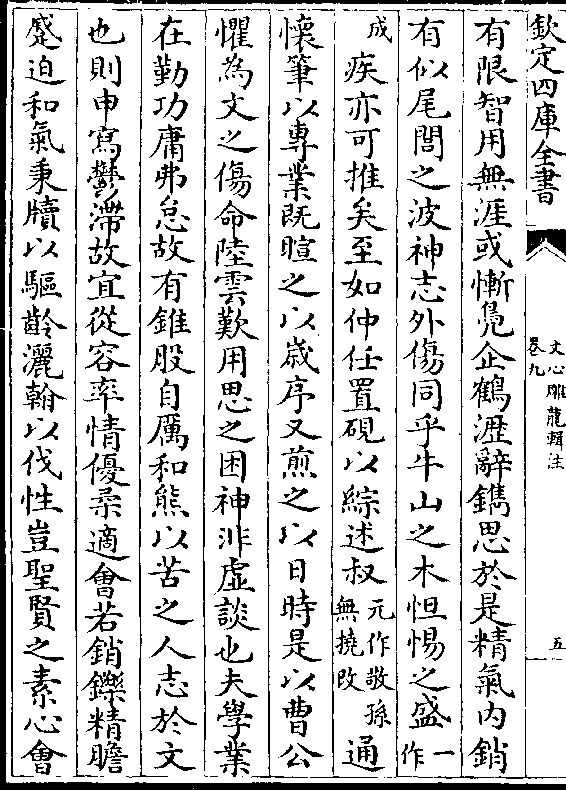 欽定四庫全書
文心雕龍輯注
卷九
五
有限智用無涯或慚鳧企鶴瀝辭鐫思於是精氣内銷
有似尾閭之波神志外傷同乎牛山之木怛惕之盛一作
成疾亦可推矣至如仲任置硯以綜述叔元作敬孫無撓改通
懷筆以專業既暄之以歲序又煎之以日時是以曹公
懼為文之傷命陸雲歎用思之困神非虛談也夫學業
在勤功庸弗怠故有錐股自厲和熊以苦之人志於文
也則申寫鬱滯故宜從容率情優柔適會若銷鑠精膽
蹙迫和氣秉牘以驅齡灑翰以伐性豈聖賢之素心會